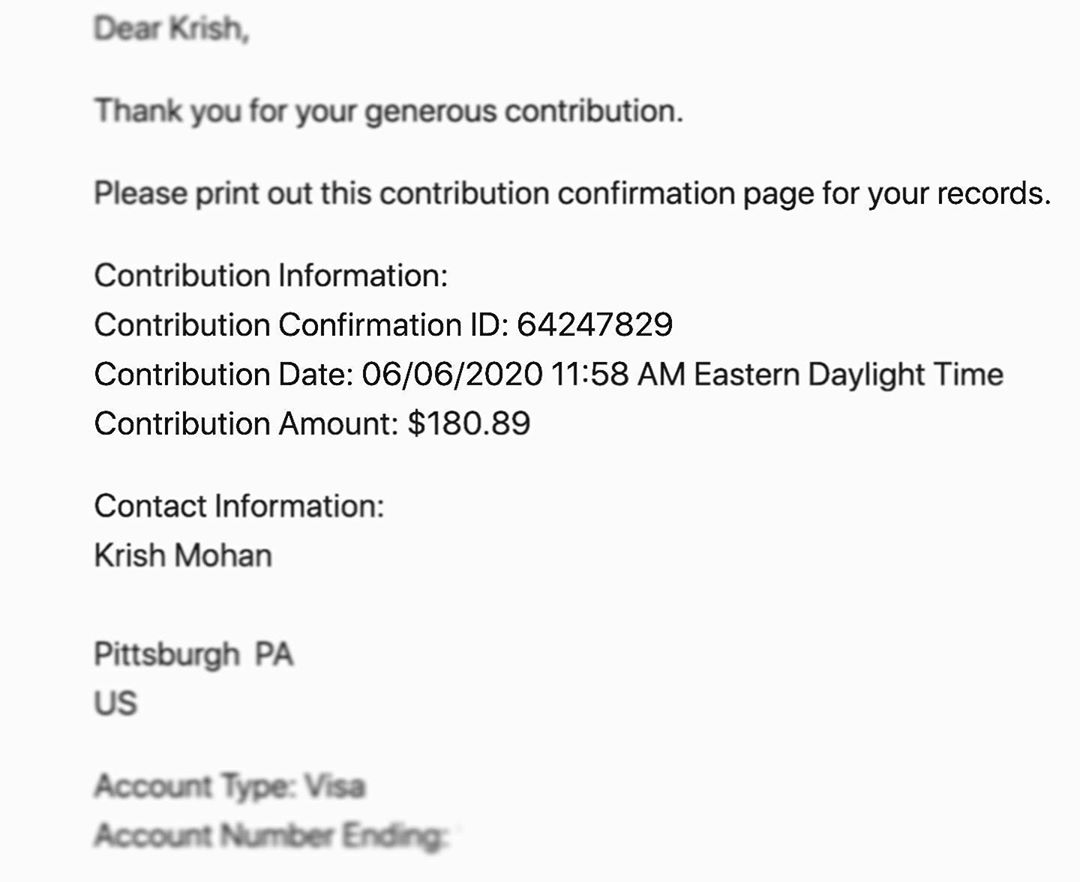 Dear Krish,
Thank you for your generous contribution.
Please print out this contribution confirmation page for your records.
Contribution Information:
Contribution Confirmation ID: 64247829
Contribution Date: 06/06/2020 11:58 AM Eastern Daylight Time
Contribution Amount: $180.89
Contact Information:
Krish Mohan
Pittsburgh PA
US
Account Type: Visa
Account Number Ending: